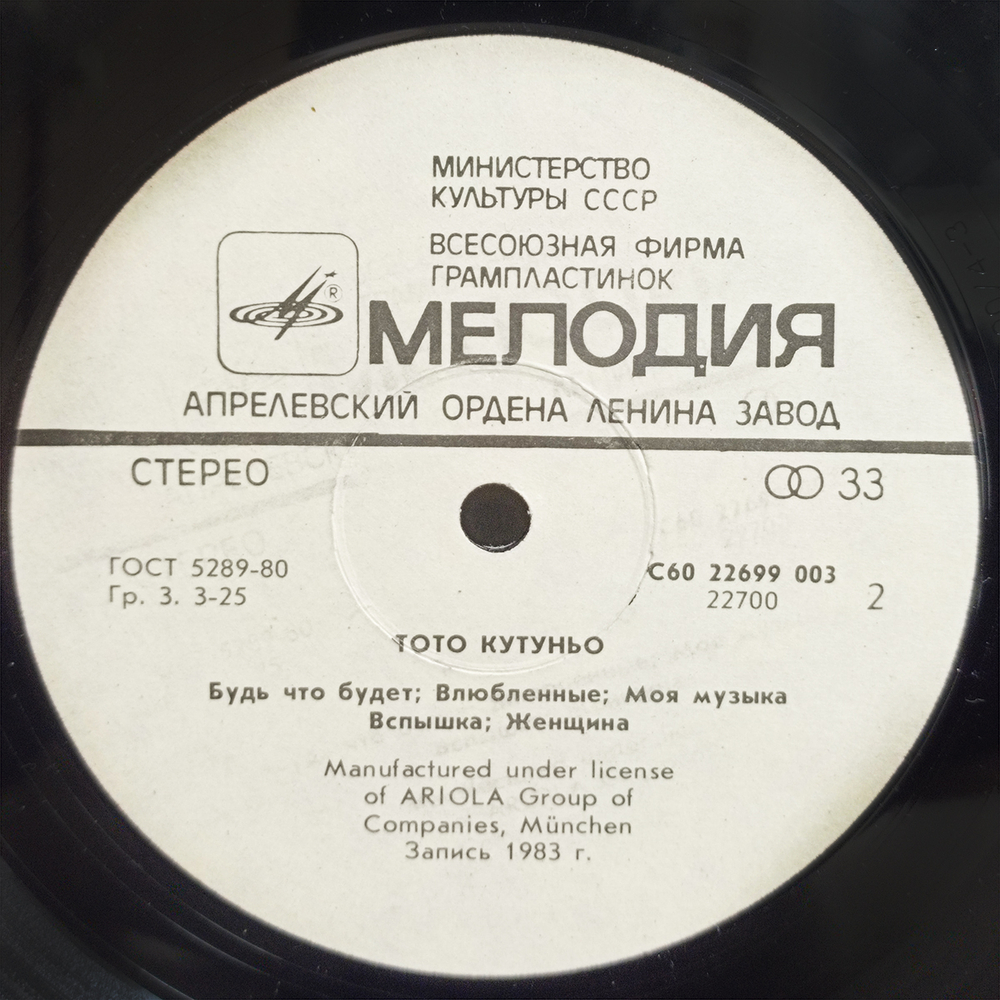 МИНИСТЕРСТВО
КУЛЬТУРЫ СССР
ВСЕСОЮЗНАЯ ФИРМА
ГРАМПЛАСТИНОК
®
МЕЛОДИЯ
АПРЕЛЕВСКИЙ ОРДЕНА ЛЕНИНА ЗАВОД
СТЕРЕО
33
ГОСТ 5289-80
Гр. 3. 3-25
С60 22699 003
22700
2
ТОТО КУТУНЬО
Будь что будет; Влюбленные; Моя музыка
Вспышка; Женщина
Manufactured under license
of ARIOLA Group of
Companies, München
Запись 1983 г.